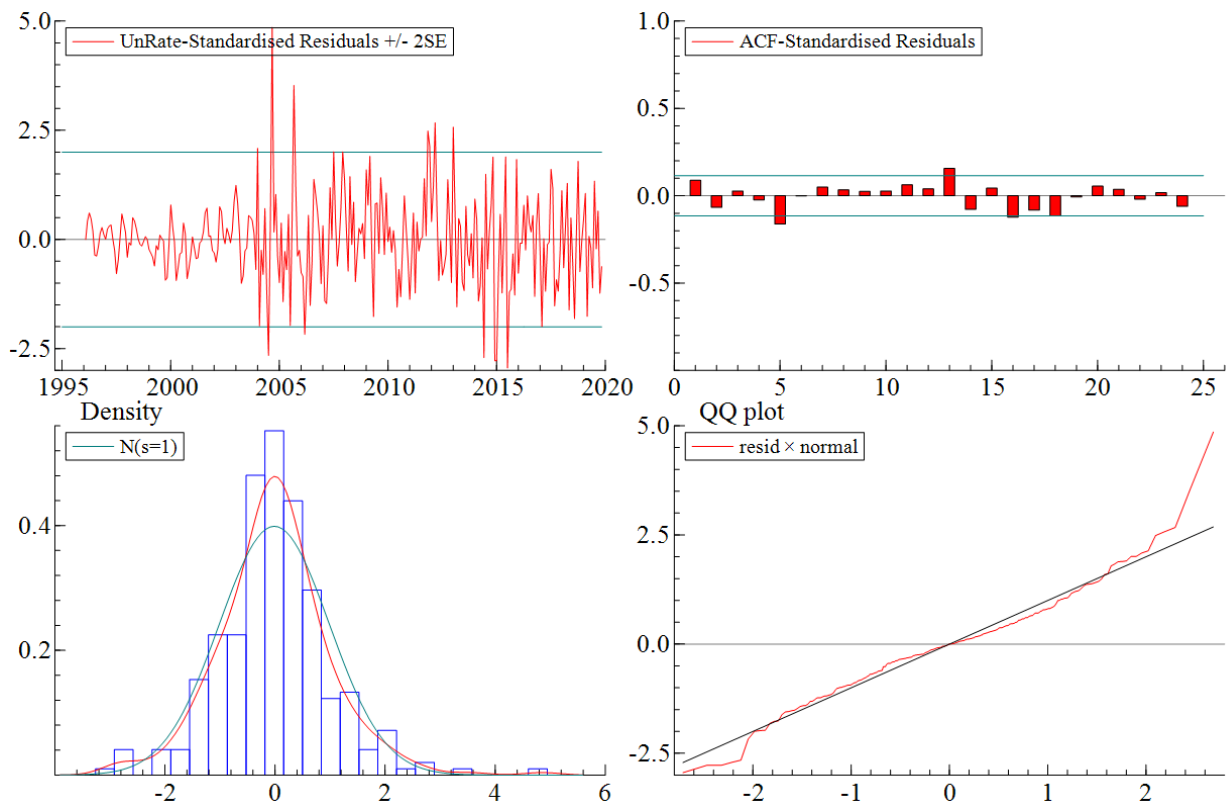 5.0
UnRate-Standardised Residuals +/- 2SE
2.5
0.0
-2.5
1995 2000 2005 2010 2015 2020
1.0
ACF-Standardised Residuals
0.5
0.0
-0.5
0 5 10 15 20 25
Density
N(s=1)
0.4
0.2
-2 0 2 4 6
QQ plot
5.0
resid × normal
2.5
0.0
-2.5
-2 -1 0 1 2